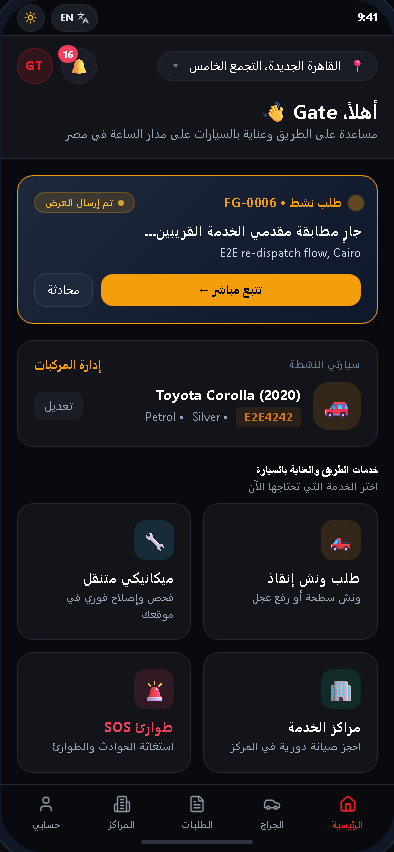 9:41
EN
القاهرة الجديدة، التجمع الخامس
16
GT
أهلاً، Gate
مساعدة على الطريق وعناية بالسيارات على مدار الساعة في مصر
طلب نشط • FG-0006
تم إرسال العرض
جارٍ مطابقة مقدمي الخدمة القريبين...
E2E re-dispatch flow, Cairo
تتبع مباشر ←
محادثة
سيارتي النشطة
إدارة المركبات
Toyota Corolla (2020)
E2E4242 • Silver • Petrol
تعديل
خدمات الطريق والعناية بالسيارة
اختر الخدمة التي تحتاجها الآن
طلب ونش إنقاذ
ونش سطحة أو رفع عجل
ميكانيكي متنقل
فحص وإصلاح فوري في موقعك
مراكز الخدمة
احجز صيانة دورية في المركز
طوارئ SOS
استغاثة الحوادث والطوارئ
الرئيسية
الجراج
الطلبات
المراكز
حسابي